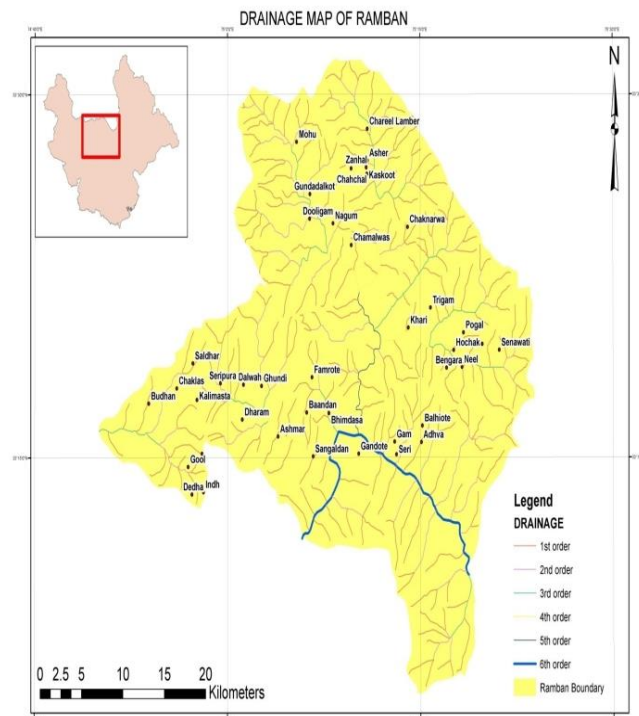 DRAINAGE MAP OF RAMBAN
N
Chareel Lamber
Mohu
Asher
Zanhal
Kaskoot
Chahchal
Gundadalkot
Dooligam
Nagum
Chaknarwa
Chamalwas
Trigam
Khari
Pogal
Hochak
Senawati
Bengara
Neel
Saldhar
Famrote
Seripura
Dalwah
Ghundi
Chaklas
Budhan
Kalimasta
Baandan
Bhimdasa
Dharam
Balhiote
Ashmar
Gam
Adhva
Sangaldan
Gandote
Seri
Gool
Dedha
Indh
Legend
DRAINAGE
1st order
2nd order
3rd order
4th order
5th order
6th order
Ramban Boundary
0 2.5 5 10 15 20
Kilometers